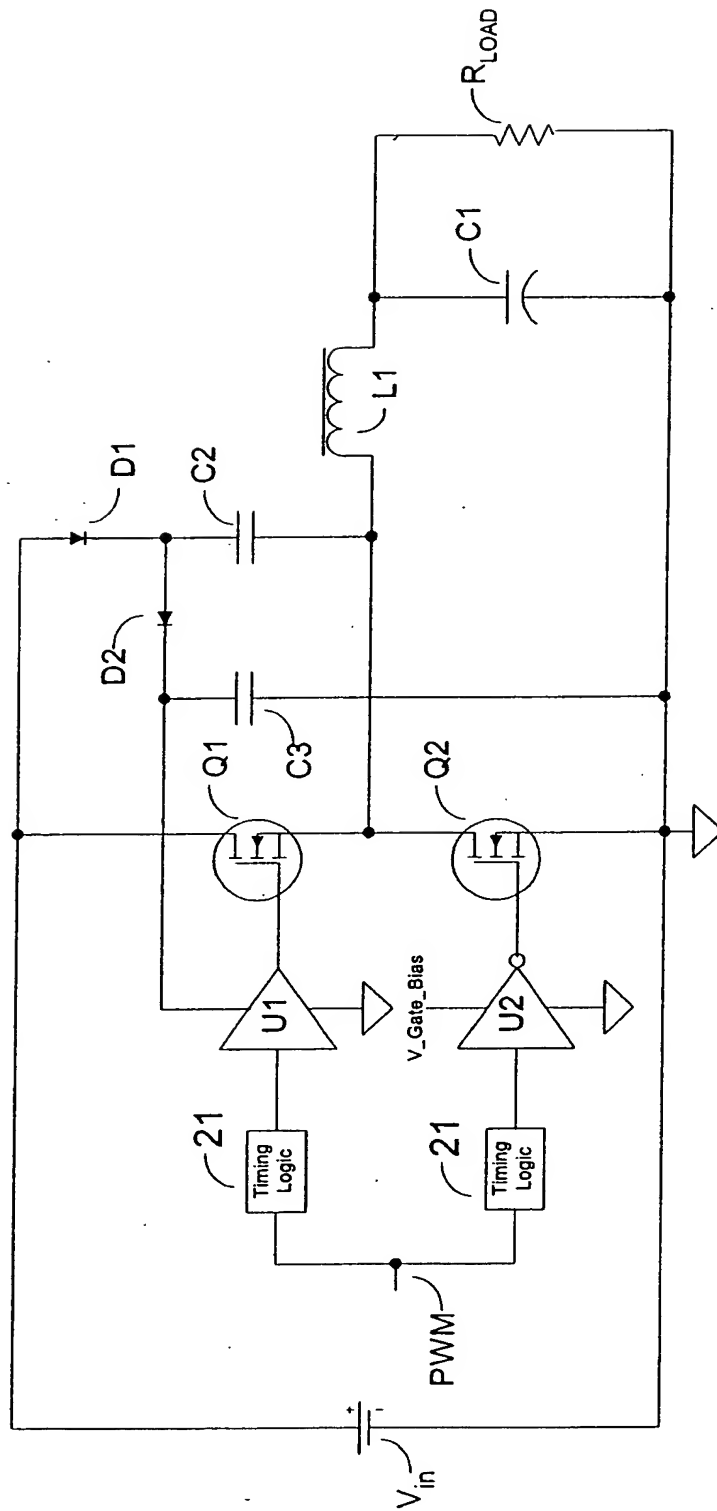 D1
D2
C2
C3
Q1
L1
C1
R_LOAD
21
U1
V_Gate_Bias
Q2
U2
Timing
Logic
21
Timing
Logic
PWM
+
-
V_in